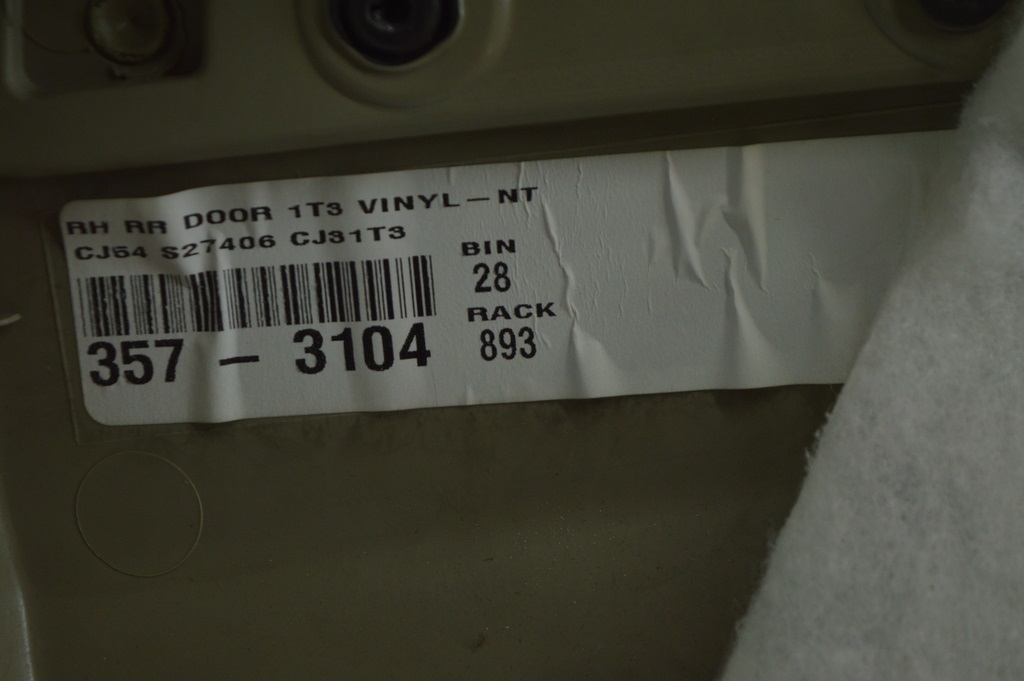 RH RR DOOR 1T3 VINYL-NT
CJ54 S27406 CJ31T3
BIN
28
RACK
893
357 - 3104